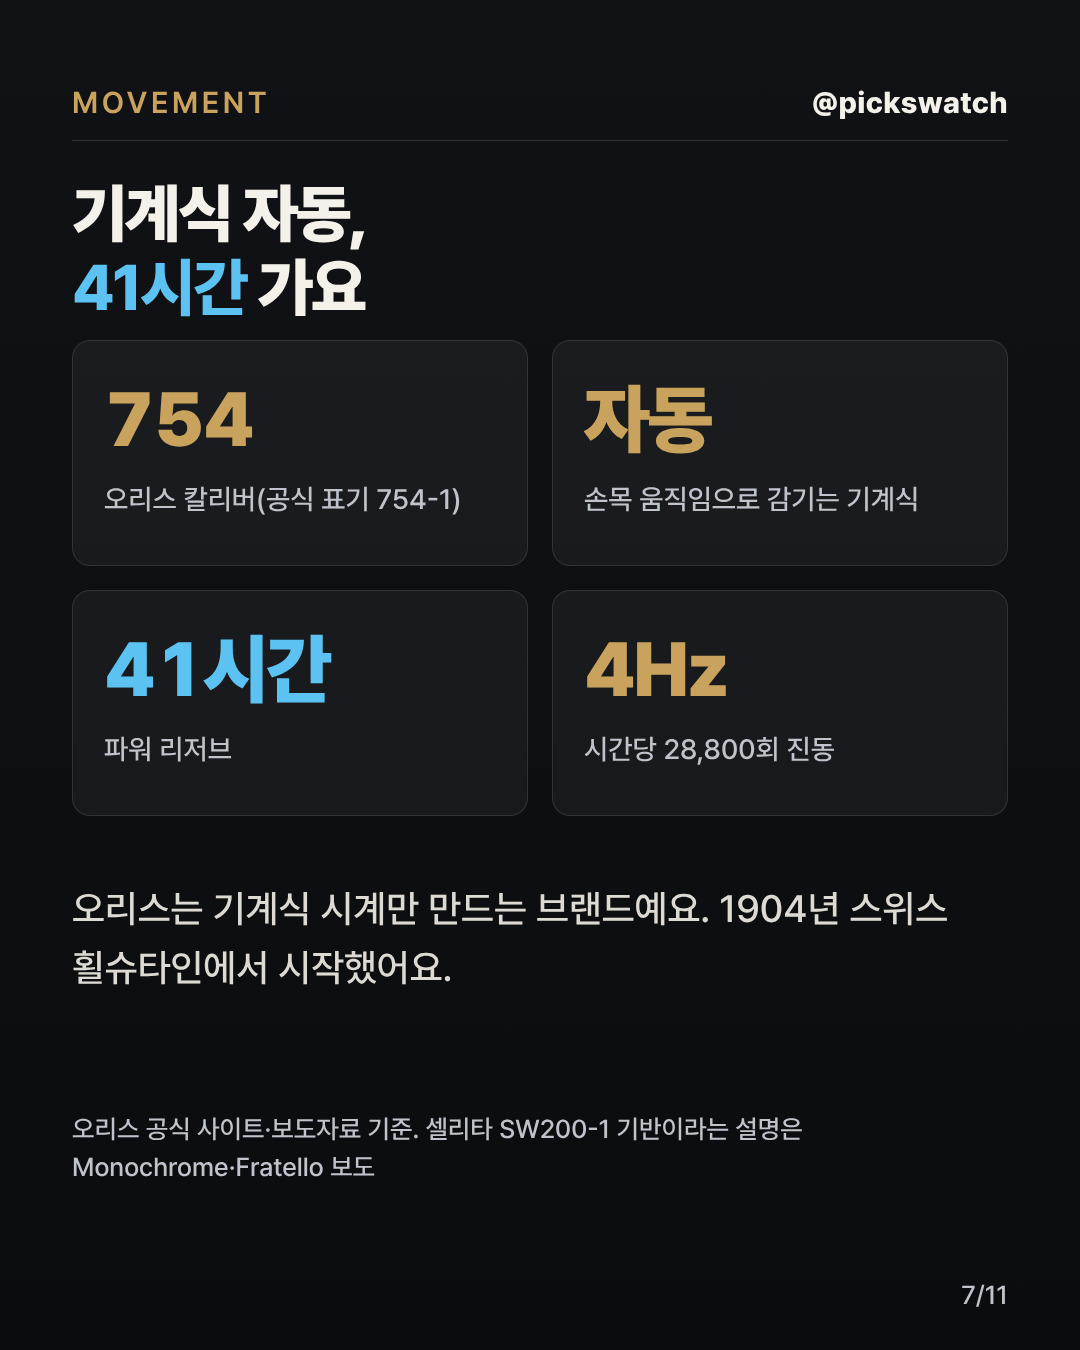 MOVEMENT
@pickswatch
기계식 자동,
41시간 가요
754
오리스 칼리버(공식 표기 754-1)
자동
손목 움직임으로 감기는 기계식
41시간
파워 리저브
4Hz
시간당 28,800회 진동
오리스는 기계식 시계만 만드는 브랜드예요. 1904년 스위스
횔슈타인에서 시작했어요.
오리스 공식 사이트·보도자료 기준. 셀리타 SW200-1 기반이라는 설명은
Monochrome·Fratello 보도
7/11